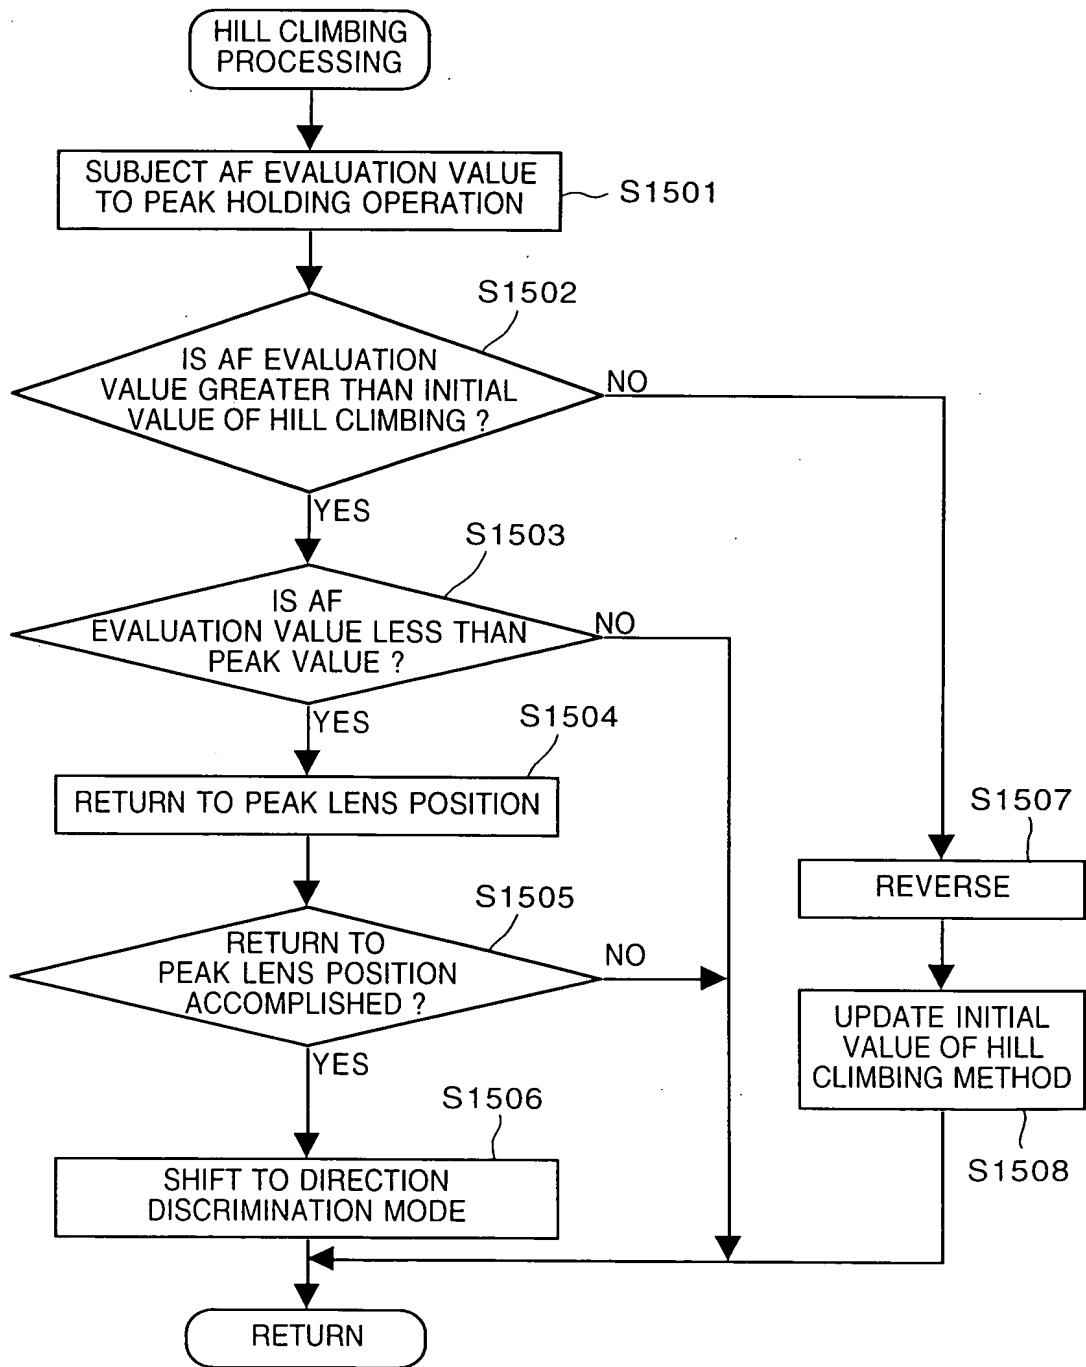 HILL CLIMBING
PROCESSING
SUBJECT AF EVALUATION VALUE
TO PEAK HOLDING OPERATION
S1501
S1502
IS AF EVALUATION
VALUE GREATER THAN INITIAL
VALUE OF HILL CLIMBING ?
NO
YES
S1503
IS AF
EVALUATION VALUE LESS THAN
PEAK VALUE ?
NO
YES
S1504
RETURN TO PEAK LENS POSITION
S1507
REVERSE
S1505
RETURN TO
PEAK LENS POSITION
ACCOMPLISHED ?
NO
YES
UPDATE INITIAL
VALUE OF HILL
CLIMBING METHOD
S1508
S1506
SHIFT TO DIRECTION
DISCRIMINATION MODE
RETURN